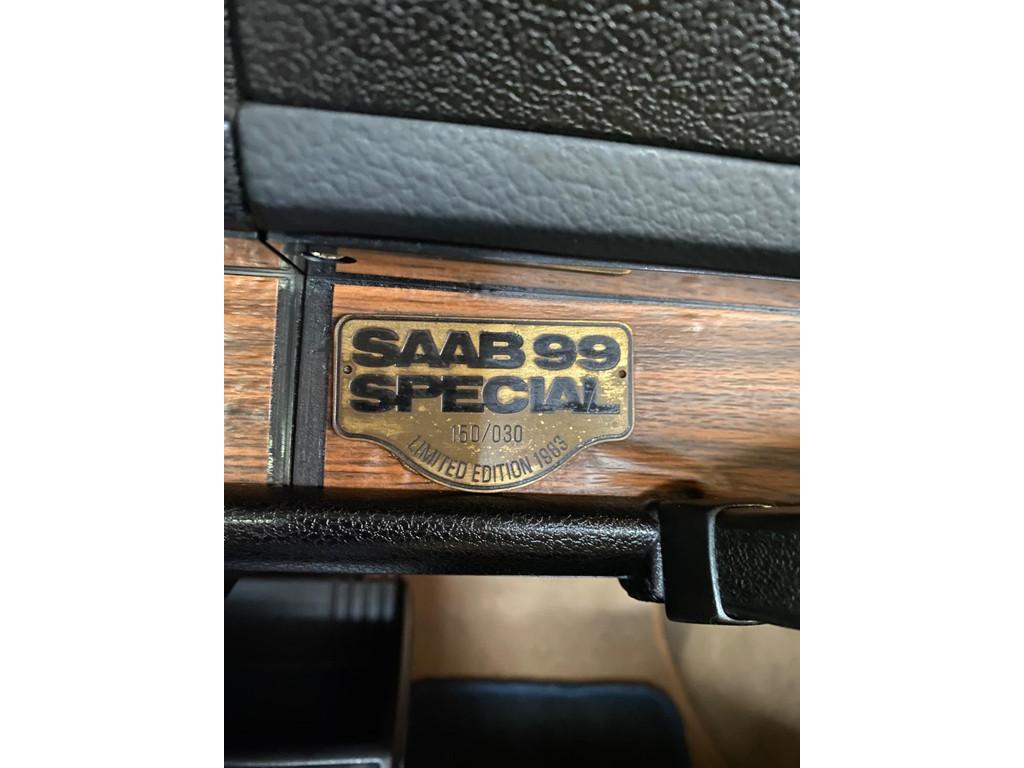 SAAB 99
SPECIAL
150/030
LIMITED EDITION 1983